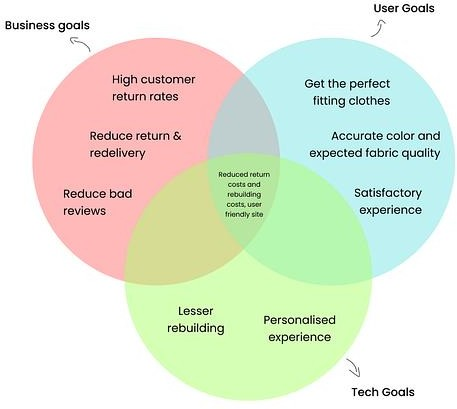 Business goals
User Goals
High customer
return rates
Reduce return &
redelivery
Reduce bad
reviews
Get the perfect
fitting clothes
Accurate color and
expected fabric quality
Satisfactory
experience
Reduced return
costs and
rebuilding
costs, user
friendly site
Lesser
rebuilding
Personalised
experience
Tech Goals